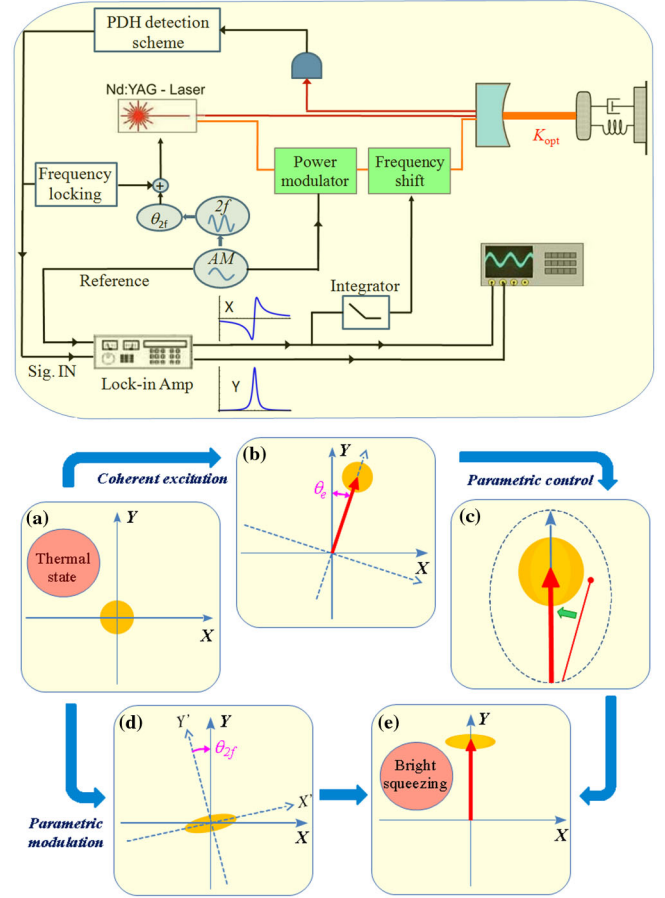 PDH detection
scheme
Nd:YAG - Laser
K_opt
Frequency
locking
+
θ_2f
2f
Power
modulator
Frequency
shift
AM
Reference
Integrator
X
Sig. IN
Lock-in Amp
Y
(b)
Y
θ_e
X
Coherent excitation
Parametric control
(a)
Y
Thermal
state
X
(c)
(d)
Y'
Y
θ_2f
X'
X
Parametric
modulation
(e)
Y
Bright
squeezing
X